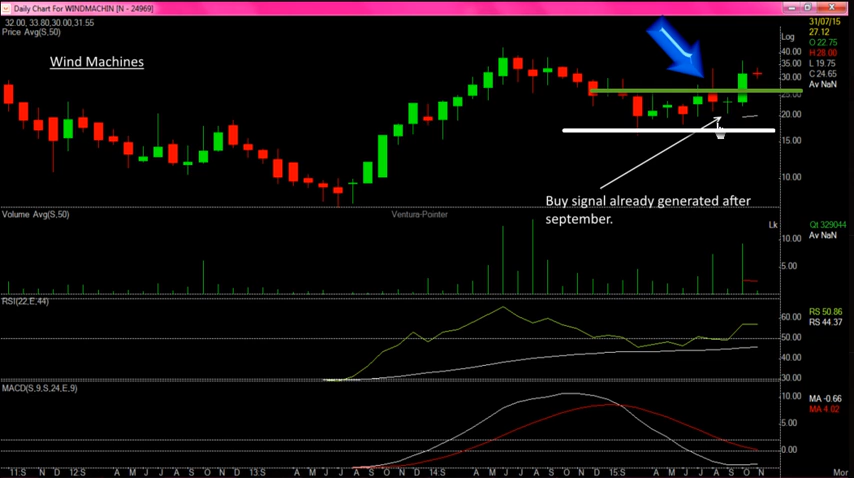 Daily Chart For WINDMACHIN [N - 24969]
32.00, 33.80,30.00,31.55
Price Avg(S,50)
Wind Machines
Log
40.00
35.00
30.00
25.00
20.00
15.00
10.00
31/07/15
27.12
O 22.75
H 28.00
L 19.75
C 24.65
Av NaN
Buy signal already generated after
september.
Volume Avg(S,50)
Ventura-Pointer
Lk
10.00
5.00
Qt 329044
Av NaN
RSI(22,E,44)
60.00
50.00
40.00
30.00
RS 50.86
RS 44.37
MACD(S,9,S,24,E,9)
10.00
5.00
0.00
MA -0.66
MA 4.02
'11:S N D '12:S A M J J A S O N D '13:S A M J J A S O N D '14:S A M J J A S O N D '15:S A M J J A S O N Mor